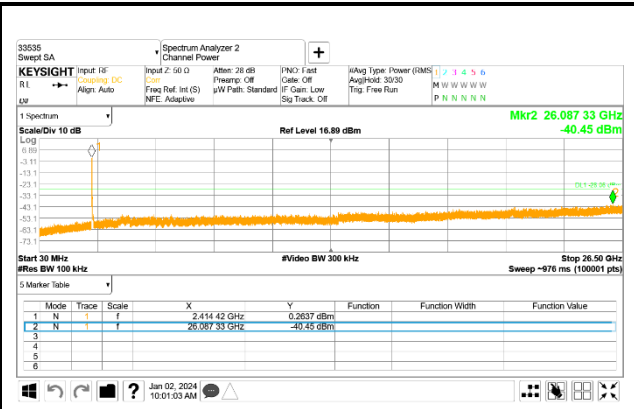 33535
Swept SA
Spectrum Analyzer 2
Channel Power
+
KEYSIGHT
RL
Input: RF
Coupling: DC
Align: Auto
Input Z: 50 Ω
Corr
Freq Ref: Int (S)
NFE: Adaptive
Atten: 28 dB
Preamp: Off
µW Path: Standard
PNO: Fast
Gate: Off
IF Gain: Low
Sig Track: Off
#Avg Type: Power (RMS
Avg|Hold: 30/30
Trig: Free Run
1 2 3 4 5 6
M W W W W W
P N N N N N
1 Spectrum
Mkr2 26.087 33 GHz
Scale/Div 10 dB
Ref Level 16.89 dBm
-40.45 dBm
Log
6.89
-3.11
-13.1
-23.1
-33.1
-43.1
-53.1
-63.1
-73.1
1
Start 30 MHz
#Video BW 300 kHz
Stop 26.50 GHz
#Res BW 100 kHz
Sweep ~976 ms (100001 pts)
5 Marker Table
Mode Trace Scale X Y Function Function Width Function Value
1 N 1 f 2.414 42 GHz 0.2637 dBm
2 N 1 f 26.087 33 GHz -40.45 dBm
3
4
5
6
?
Jan 02, 2024
10:01:03 AM